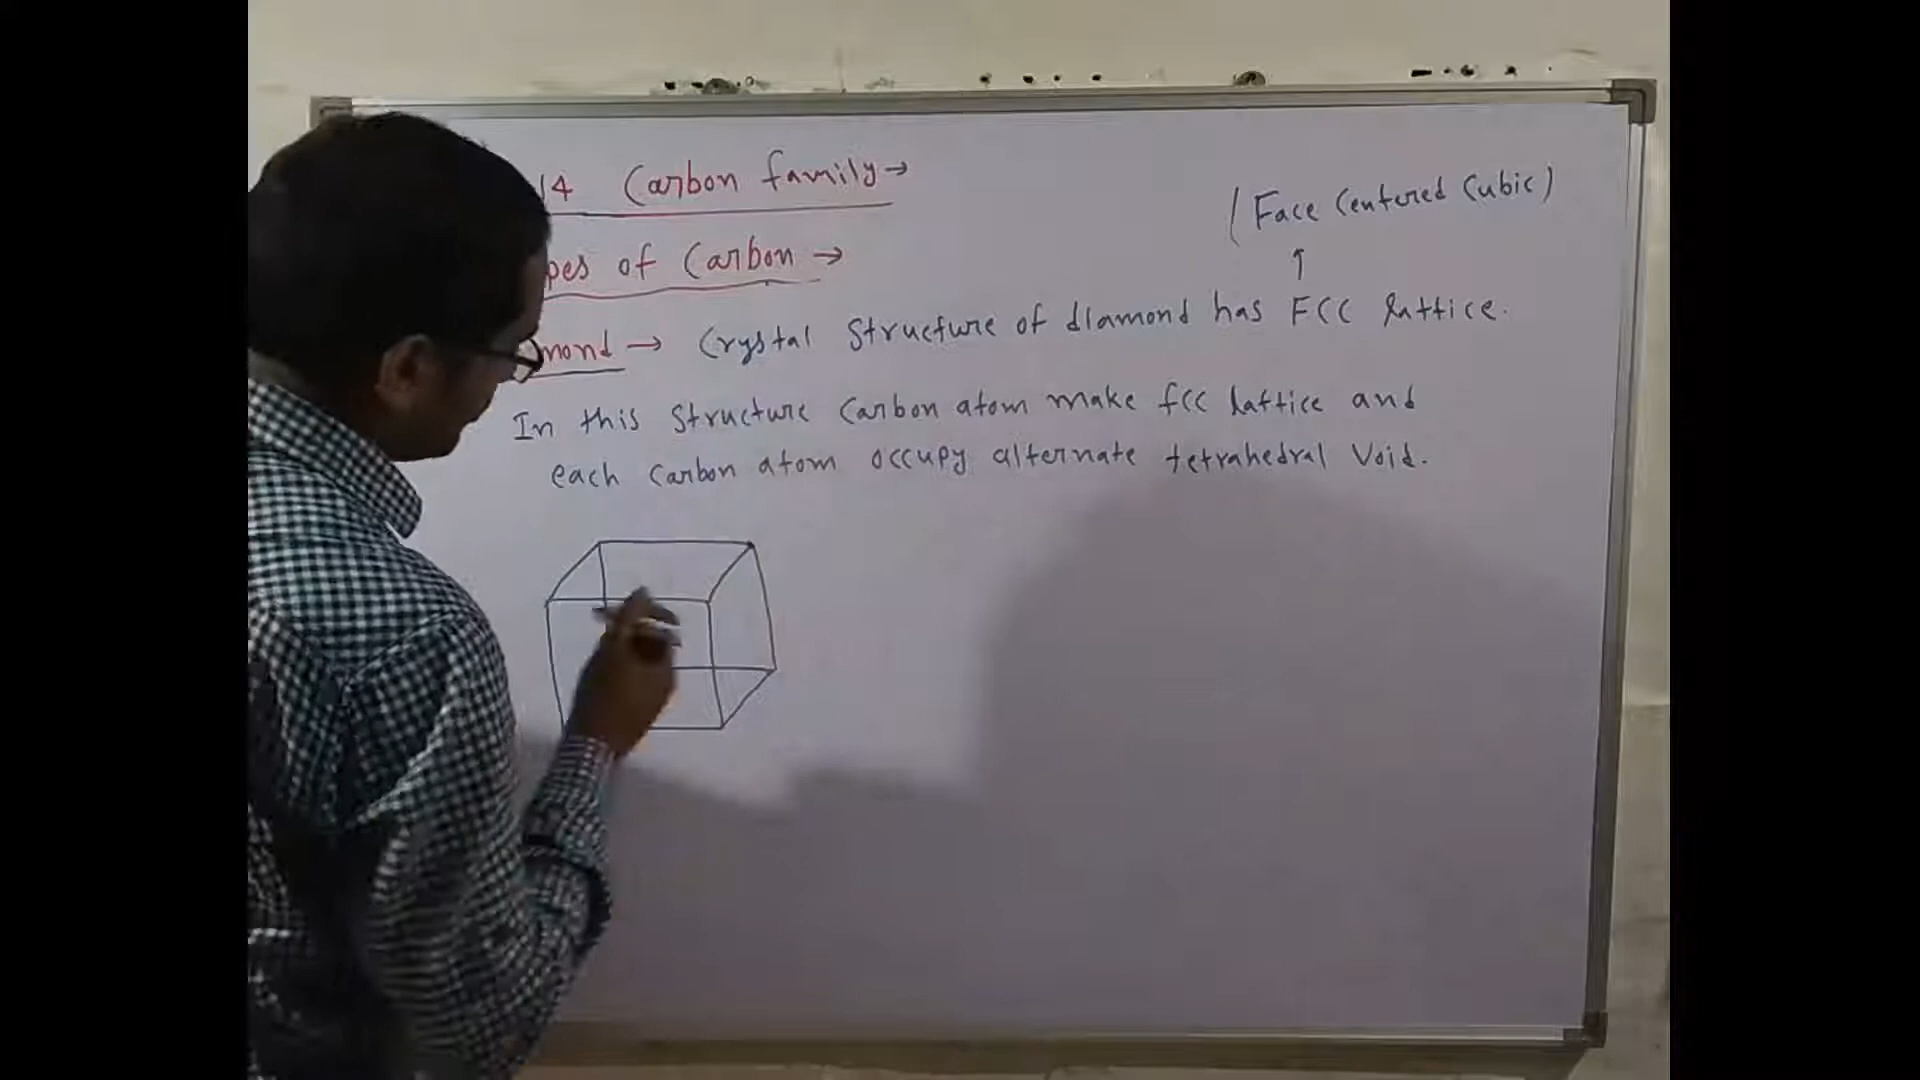 14 Carbon family →
(Face Centered Cubic)
pes of Carbon →
↑
mond → Crystal Structure of diamond has FCC lattice.
In this Structure Carbon atom make fcc lattice and
each Carbon atom occupy alternate tetrahedral Void.